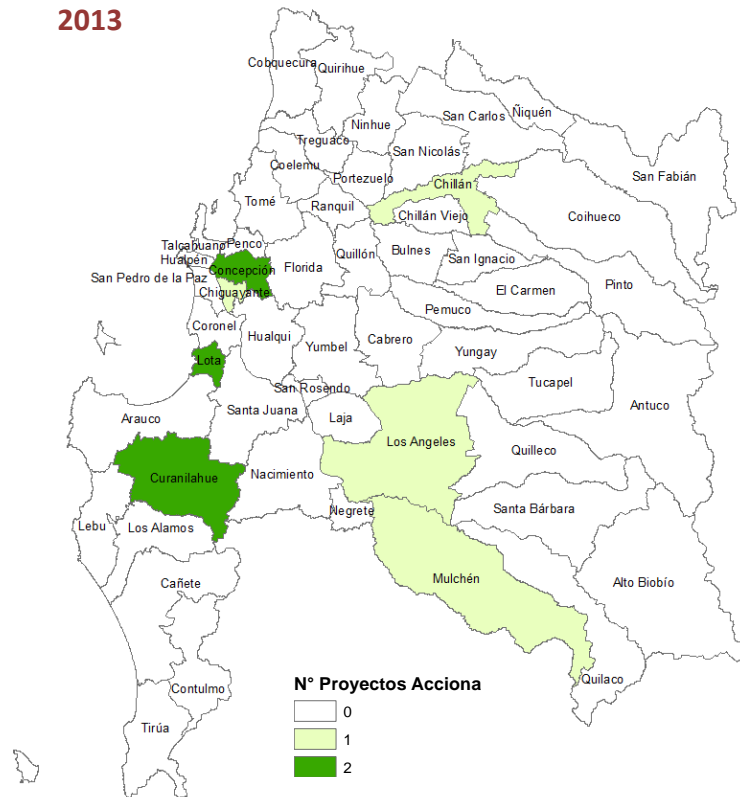 2013
Cobquecura
Quirihue
Ninhue
San Carlos
Ñiquén
Treguaco
San Nicolás
San Fabián
Coelemu
Portezuelo
Chillán
Tomé
Ranquil
Chillán Viejo
Coihueco
Talcahuano
Penco
Hualpén
Concepción
Florida
Quillón
Bulnes
San Ignacio
San Pedro de la Paz
Chiguayante
El Carmen
Pinto
Coronel
Hualqui
Pemuco
Yumbel
Cabrero
Yungay
Lota
San Rosendo
Tucapel
Arauco
Santa Juana
Laja
Antuco
Los Angeles
Quilleco
Curanilahue
Nacimiento
Negrete
Santa Bárbara
Lebu
Los Alamos
Cañete
Mulchén
Alto Biobío
Quilaco
Contulmo
Tirúa
N° Proyectos Acciona
0
1
2